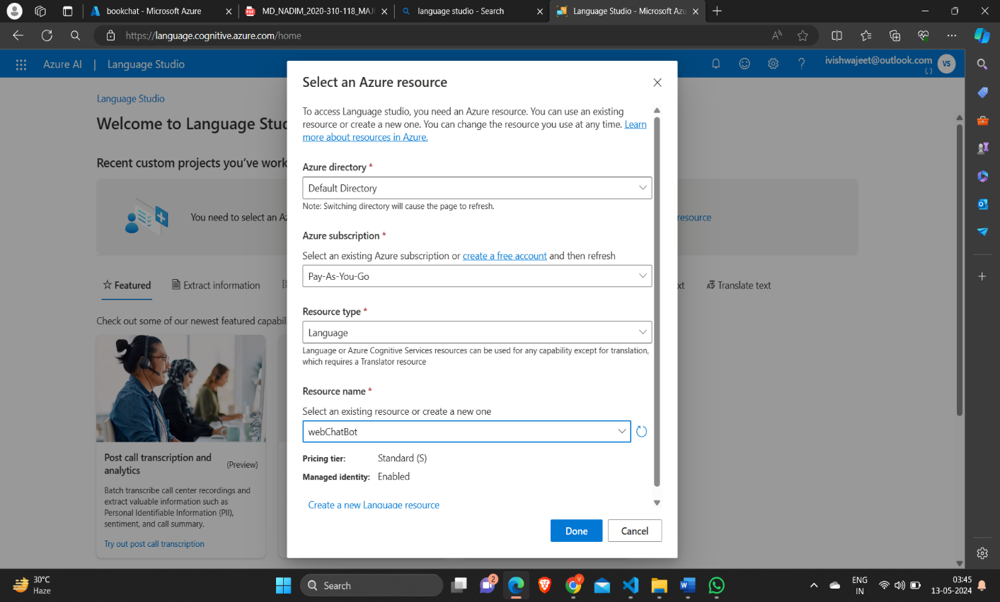 bookchat - Microsoft Azure
MD_NADIM_2020-310-118_MAJ
language studio - Search
Language Studio - Microsoft Azu
https://language.cognitive.azure.com/home
Azure AI | Language Studio
ivishwajeet@outlook.com
VS
Language Studio
Welcome to Language Stud
Recent custom projects you've work
You need to select an Az
resource
Featured
Extract information
xt
Translate text
Check out some of our newest featured capabil
Post call transcription and
analytics
(Preview)
Batch transcribe call center recordings and
extract valuable information such as
Personal Identifiable Information (PII),
sentiment, and call summary.
Try out post call transcription
Select an Azure resource
To access Language studio, you need an Azure resource. You can use an existing
resource or create a new one. You can change the resource you use at any time. Learn
more about resources in Azure.
Azure directory *
Default Directory
Note: Switching directory will cause the page to refresh.
Azure subscription *
Select an existing Azure subscription or create a free account and then refresh
Pay-As-You-Go
Resource type *
Language
Language or Azure Cognitive Services resources can be used for any capability except for translation,
which requires a Translator resource
Resource name *
Select an existing resource or create a new one
webChatBot
Pricing tier: Standard (S)
Managed identity: Enabled
Create a new Language resource
Done
Cancel
30°C
Haze
Search
2
V
ENG
IN
03:45
13-05-2024